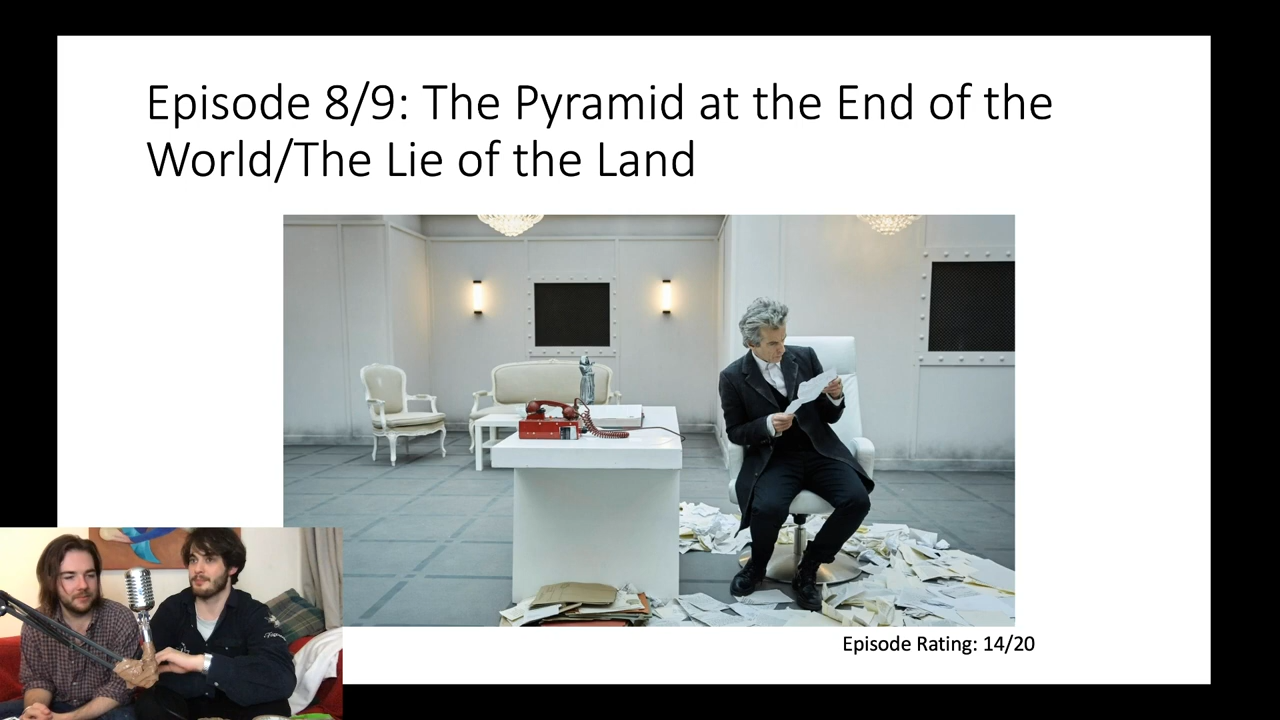 Episode 8/9: The Pyramid at the End of the
World/The Lie of the Land
Episode Rating: 14/20